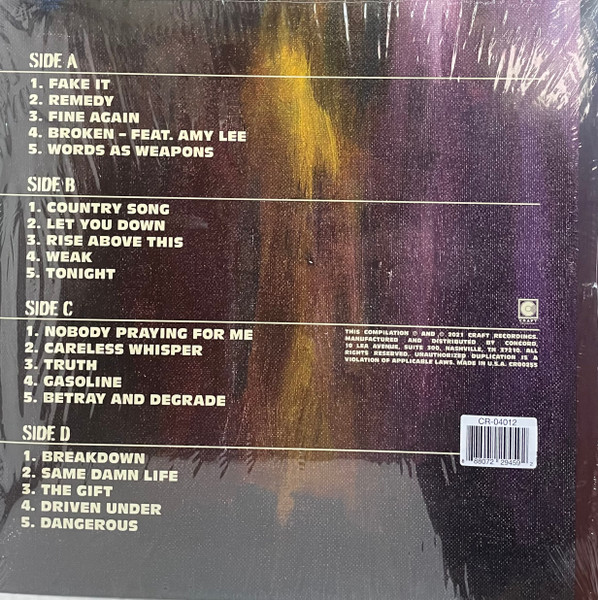 SIDE A
1. FAKE IT
2. REMEDY
3. FINE AGAIN
4. BROKEN – FEAT. AMY LEE
5. WORDS AS WEAPONS
SIDE B
1. COUNTRY SONG
2. LET YOU DOWN
3. RISE ABOVE THIS
4. WEAK
5. TONIGHT
SIDE C
1. NOBODY PRAYING FOR ME
2. CARELESS WHISPER
3. TRUTH
4. GASOLINE
5. BETRAY AND DEGRADE
CRAFT
THIS COMPILATION ℗ AND © 2021 CRAFT RECORDINGS.
MANUFACTURED AND DISTRIBUTED BY CONCORD,
10 LEA AVENUE, SUITE 300, NASHVILLE, TN 37210. ALL
RIGHTS RESERVED. UNAUTHORIZED DUPLICATION IS A
VIOLATION OF APPLICABLE LAWS. MADE IN U.S.A. CR00255
SIDE D
1. BREAKDOWN
2. SAME DAMN LIFE
3. THE GIFT
4. DRIVEN UNDER
5. DANGEROUS
CR-04012
88072 29459